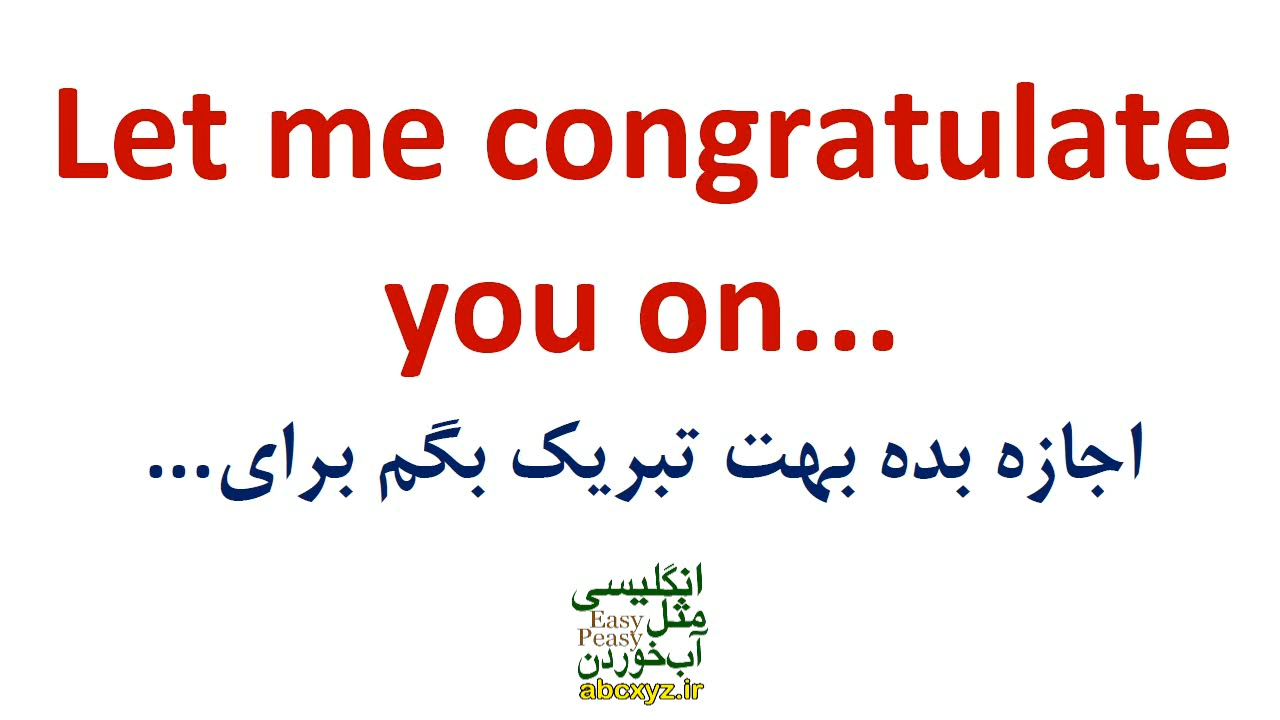 Let me congratulate
you on...
اجازه بده بهت تبریک بگم برای...
انگلیسی
مثل
Easy
Peasy
آب‌خوردن
abcxyz.ir